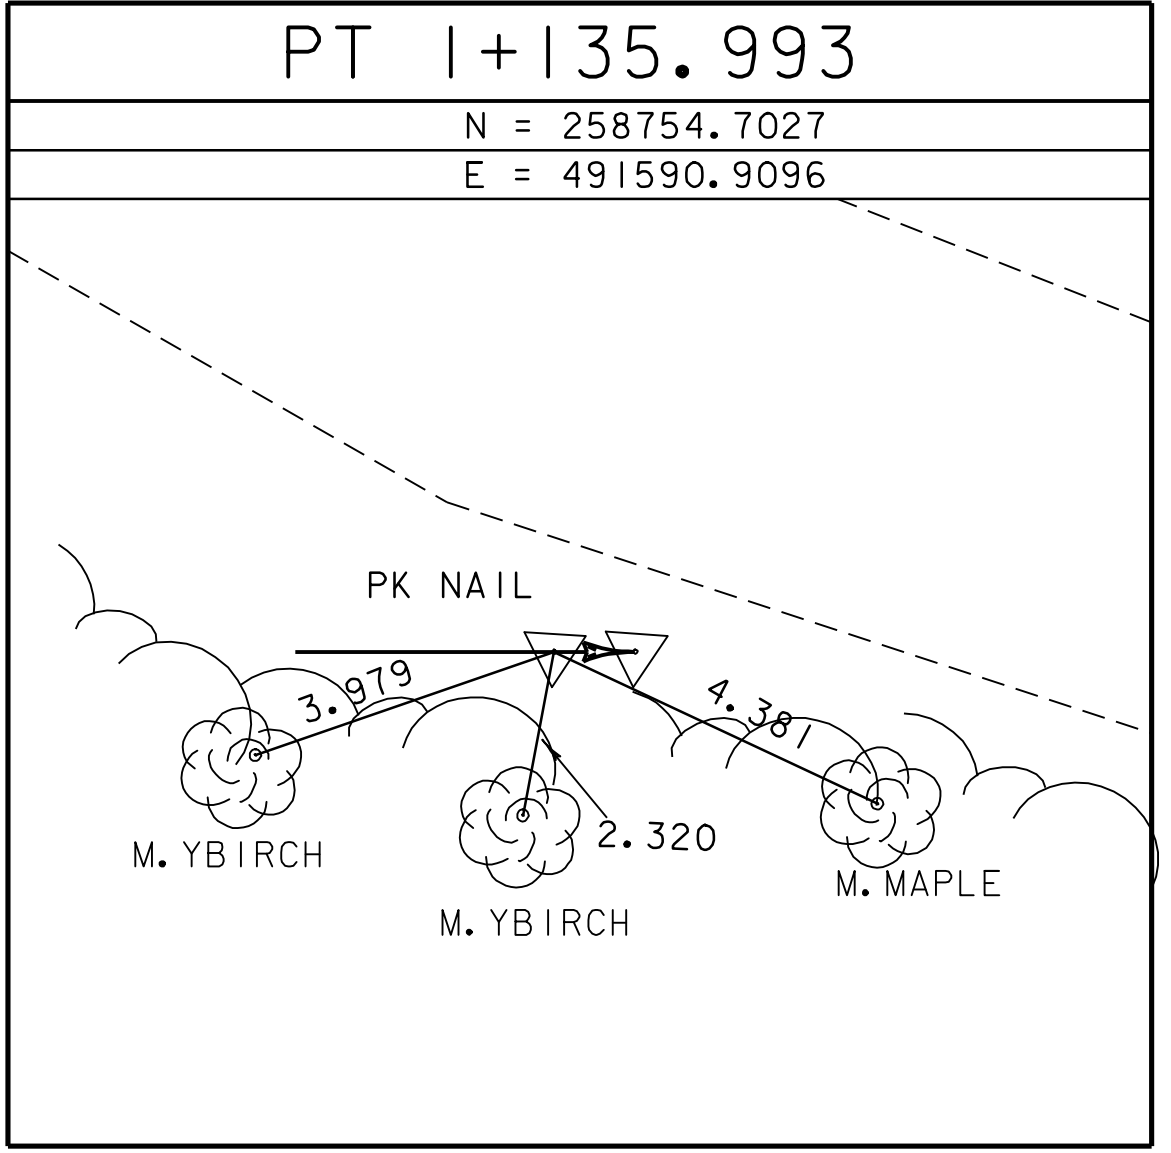 PT 1+135.993
N = 258754.7027
E = 491590.9096
PK NAIL
3.979
4.381
2.320
M. YBIRCH
M. MAPLE
M. YBIRCH